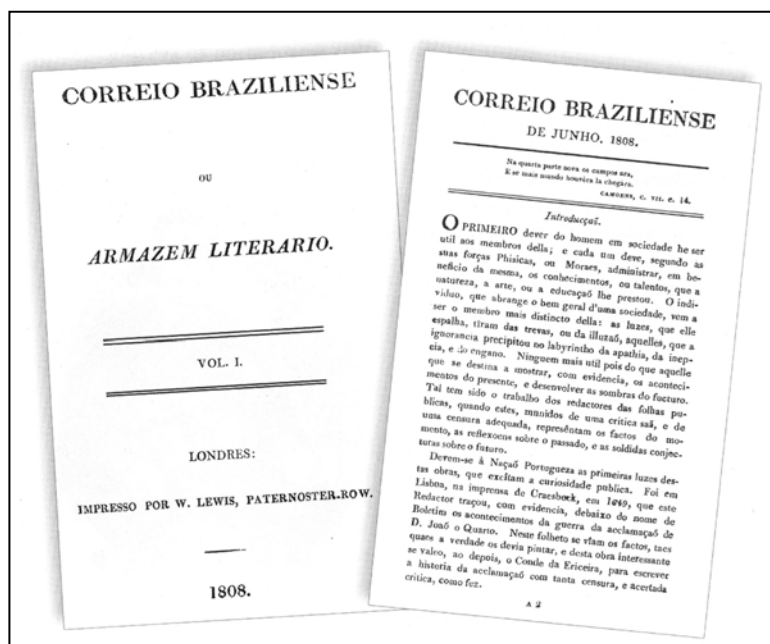 CORREIO BRAZILIENSE
OU
ARMAZEM LITERARIO.
VOL. I.
LONDRES:
IMPRESSO POR W. LEWIS, PATERNOSTER-ROW.
1808.
CORREIO BRAZILIENSE
DE JUNHO, 1808.
Na quarta parte nova os campos ara,
E se mais mundo houvéra la chegára.
CAMOENS, C. VII. e. 14.
Introducçaõ.
O PRIMEIRO dever do homem em sociedade he ser
util aos membros della; e cada um deve, segundo as
suas forças Phisicas, ou Moraes, administrar, em be-
neficio da mesma, os conhecimentos, ou talentos, que a
natureza, a arte, ou a educaçaõ lhe prestou. O indi-
viduo, que abrange o bem geral d'uma sociedade, vem a
ser o membro mais distincto della: as luzes, que elle
espalha, tiram das trevas, ou da illuzaõ, aquelles, que a
ignorancia precipitou no labyrintho da apathia, da inep-
cia, e do engano. Ninguem mais util pois do que aquelle
que se destina a mostrar, com evidencia, os aconteci-
mentos do presente, e desenvolver as sombras do fucturo.
Tal tem sido o trabalho dos redactores das folhas pu-
blicas, quando estes, munidos de uma critica saã, e de
uma censura adequada, represêntam os factos do mo-
mento, as reflexoens sobre o passado, e as soldidas conjec-
turas sobre o futuro.
Devem-se à Naçaõ Portugueza as primeiras luzes des-
tas obras, que excitam a curiosidade publica. Foi em
Lisboa, na imprensa de Craesbeck, em 1649, que este
Redactor traçou, com evidencia, debaixo do nome de
Boletim os acontecimentos da guerra da acclamaçaõ de
D. Joaõ o Quarto. Neste folheto se viam os factos, taes
quaes a verdade os devia pintar, e desta obra interessante
se valeo, ao depois, o Conde da Ericeira, para escrever
a historia da acclamaçaõ com tanta censura, e acertada
critica, como fez.
A 2